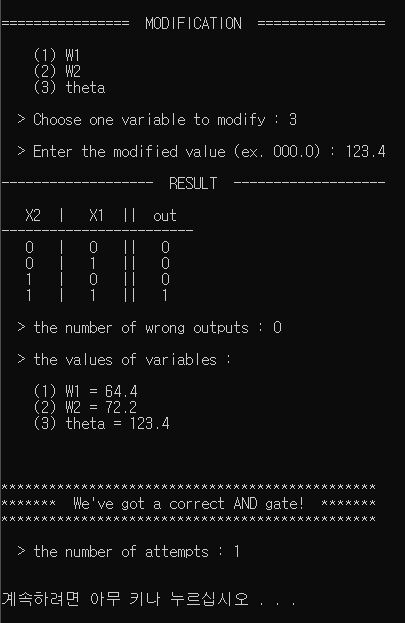 ================ MODIFICATION ================
(1) W1
(2) W2
(3) theta
> Choose one variable to modify : 3
> Enter the modified value (ex. 000.0) : 123.4
------------------- RESULT -------------------
X2 | X1 || out
------------------------
0 | 0 || 0
0 | 1 || 0
1 | 0 || 0
1 | 1 || 1
> the number of wrong outputs : 0
> the values of variables :
(1) W1 = 64.4
(2) W2 = 72.2
(3) theta = 123.4
***********************************************
******* We've got a correct AND gate! *******
***********************************************
> the number of attempts : 1
계속하려면 아무 키나 누르십시오 . . .